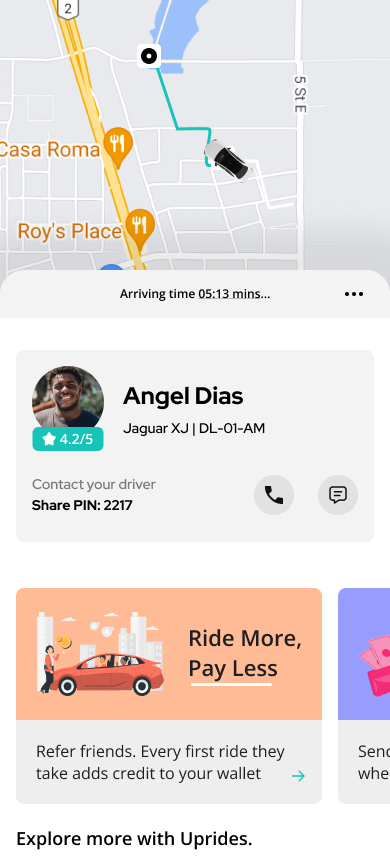 2
5 St E
Casa Roma
Roy's Place
Arriving time 05:13 mins...
Angel Dias
4.2/5
Jaguar XJ | DL-01-AM
Contact your driver
Share PIN: 2217
Ride More,
Pay Less
Refer friends. Every first ride they
take adds credit to your wallet
Explore more with Uprides.